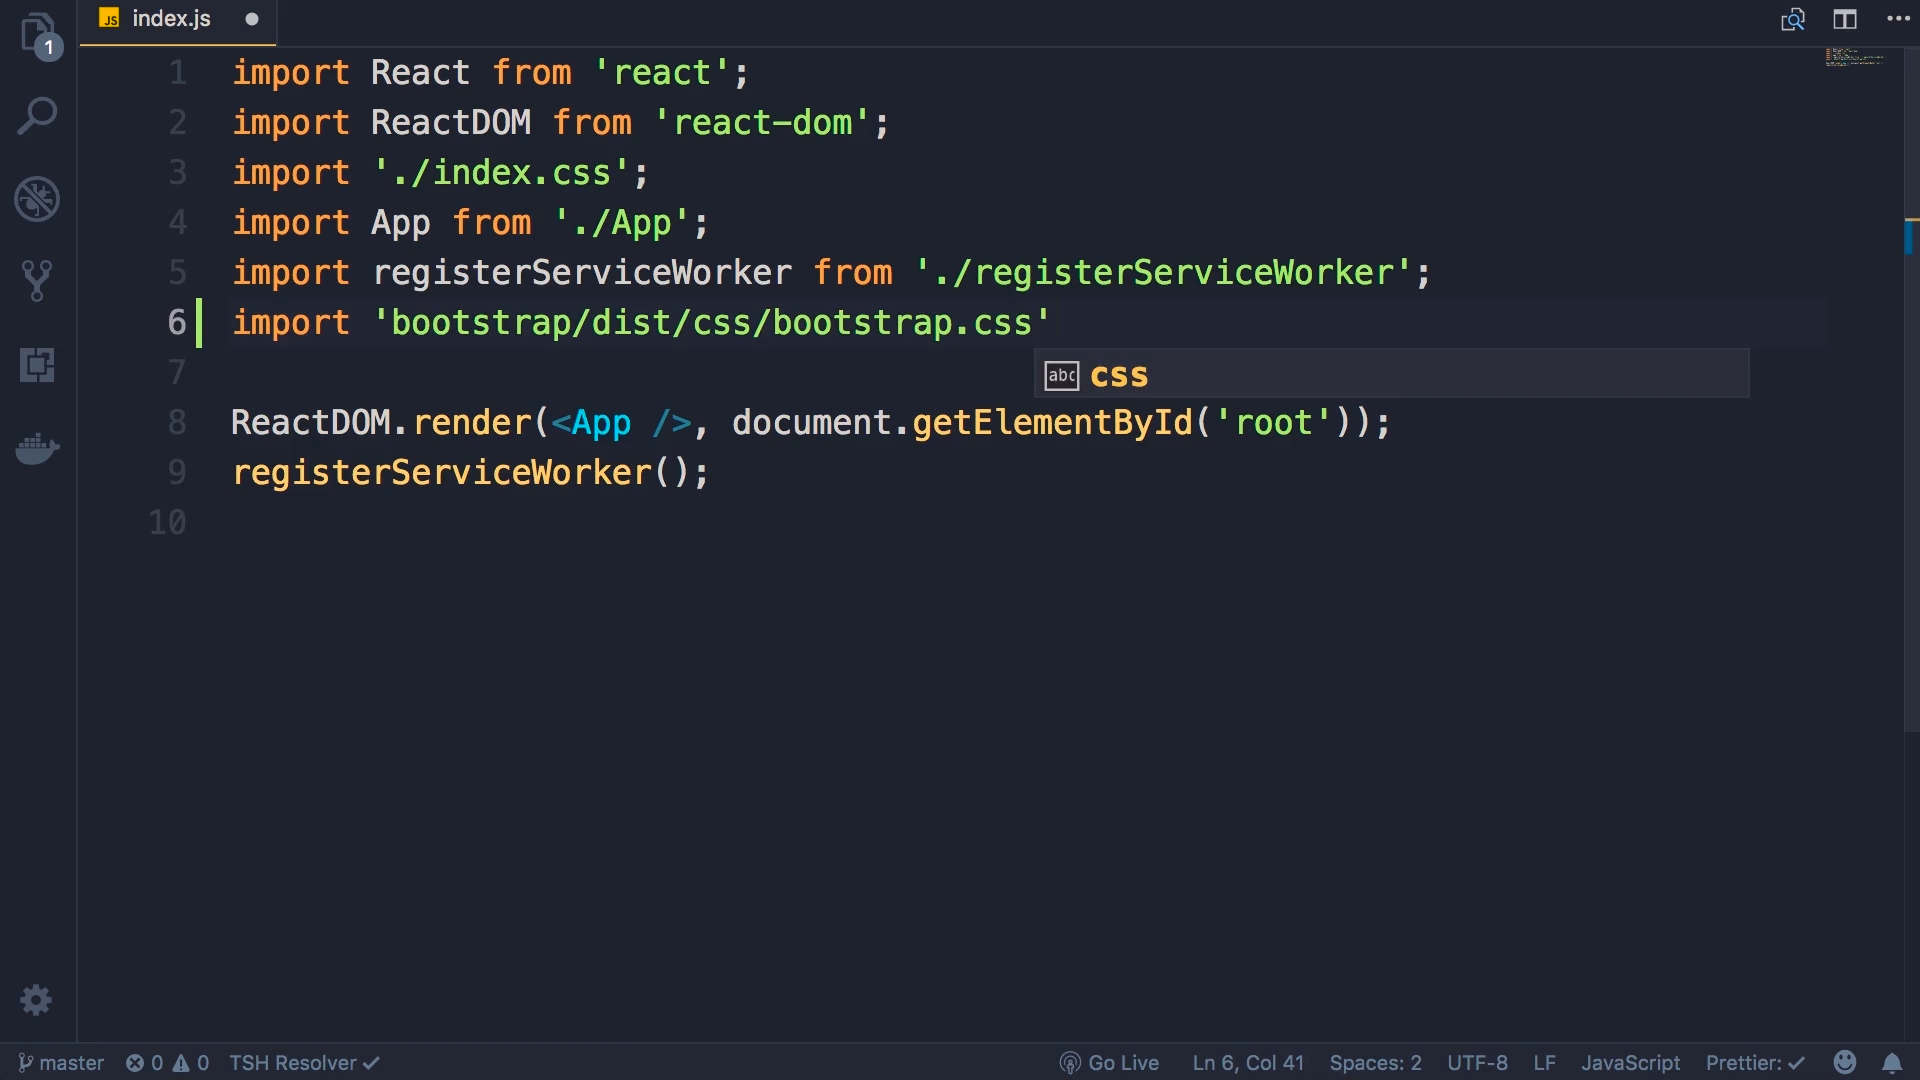 JS index.js
1
1 import React from 'react';
2 import ReactDOM from 'react-dom';
3 import './index.css';
4 import App from './App';
5 import registerServiceWorker from './registerServiceWorker';
6 import 'bootstrap/dist/css/bootstrap.css'
7
abc css
8 ReactDOM.render(<App />, document.getElementById('root'));
9 registerServiceWorker();
10
master 0 0 TSH Resolver Go Live Ln 6, Col 41 Spaces: 2 UTF-8 LF JavaScript Prettier: